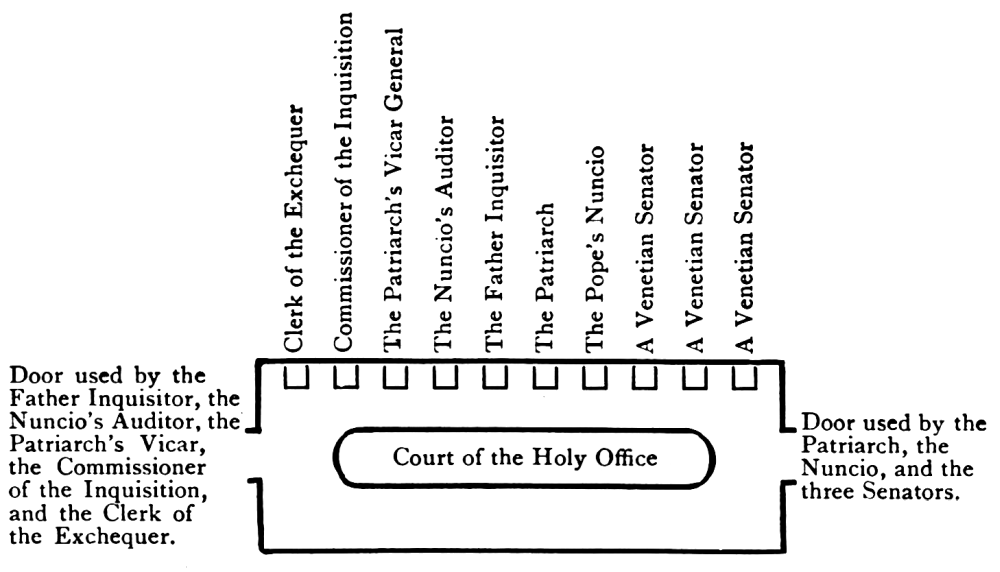 Clerk of the Exchequer
Commissioner of the Inquisition
The Patriarch's Vicar General
The Nuncio's Auditor
The Father Inquisitor
The Patriarch
The Pope's Nuncio
A Venetian Senator
A Venetian Senator
A Venetian Senator
Door used by the
Father Inquisitor, the
Nuncio's Auditor, the
Patriarch's Vicar,
the Commissioner
of the Inquisition,
and the Clerk of
the Exchequer.
Court of the Holy Office
Door used by the
Patriarch, the
Nuncio, and the
three Senators.